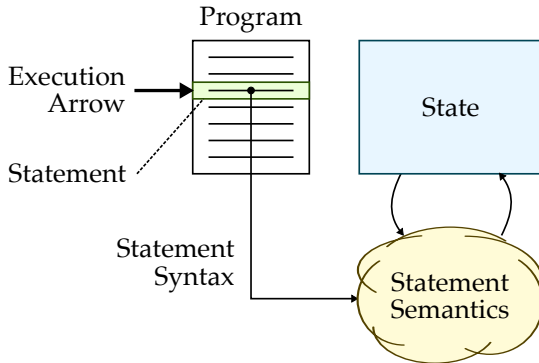 Program
Execution
Arrow
State
Statement
Statement
Syntax
Statement
Semantics